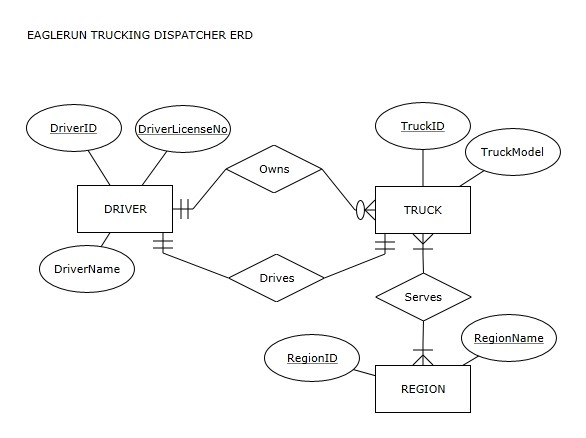 EAGLERUN TRUCKING DISPATCHER ERD
DriverID
DriverLicenseNo
TruckID
TruckModel
Owns
DRIVER
TRUCK
DriverName
Drives
Serves
RegionName
RegionID
REGION